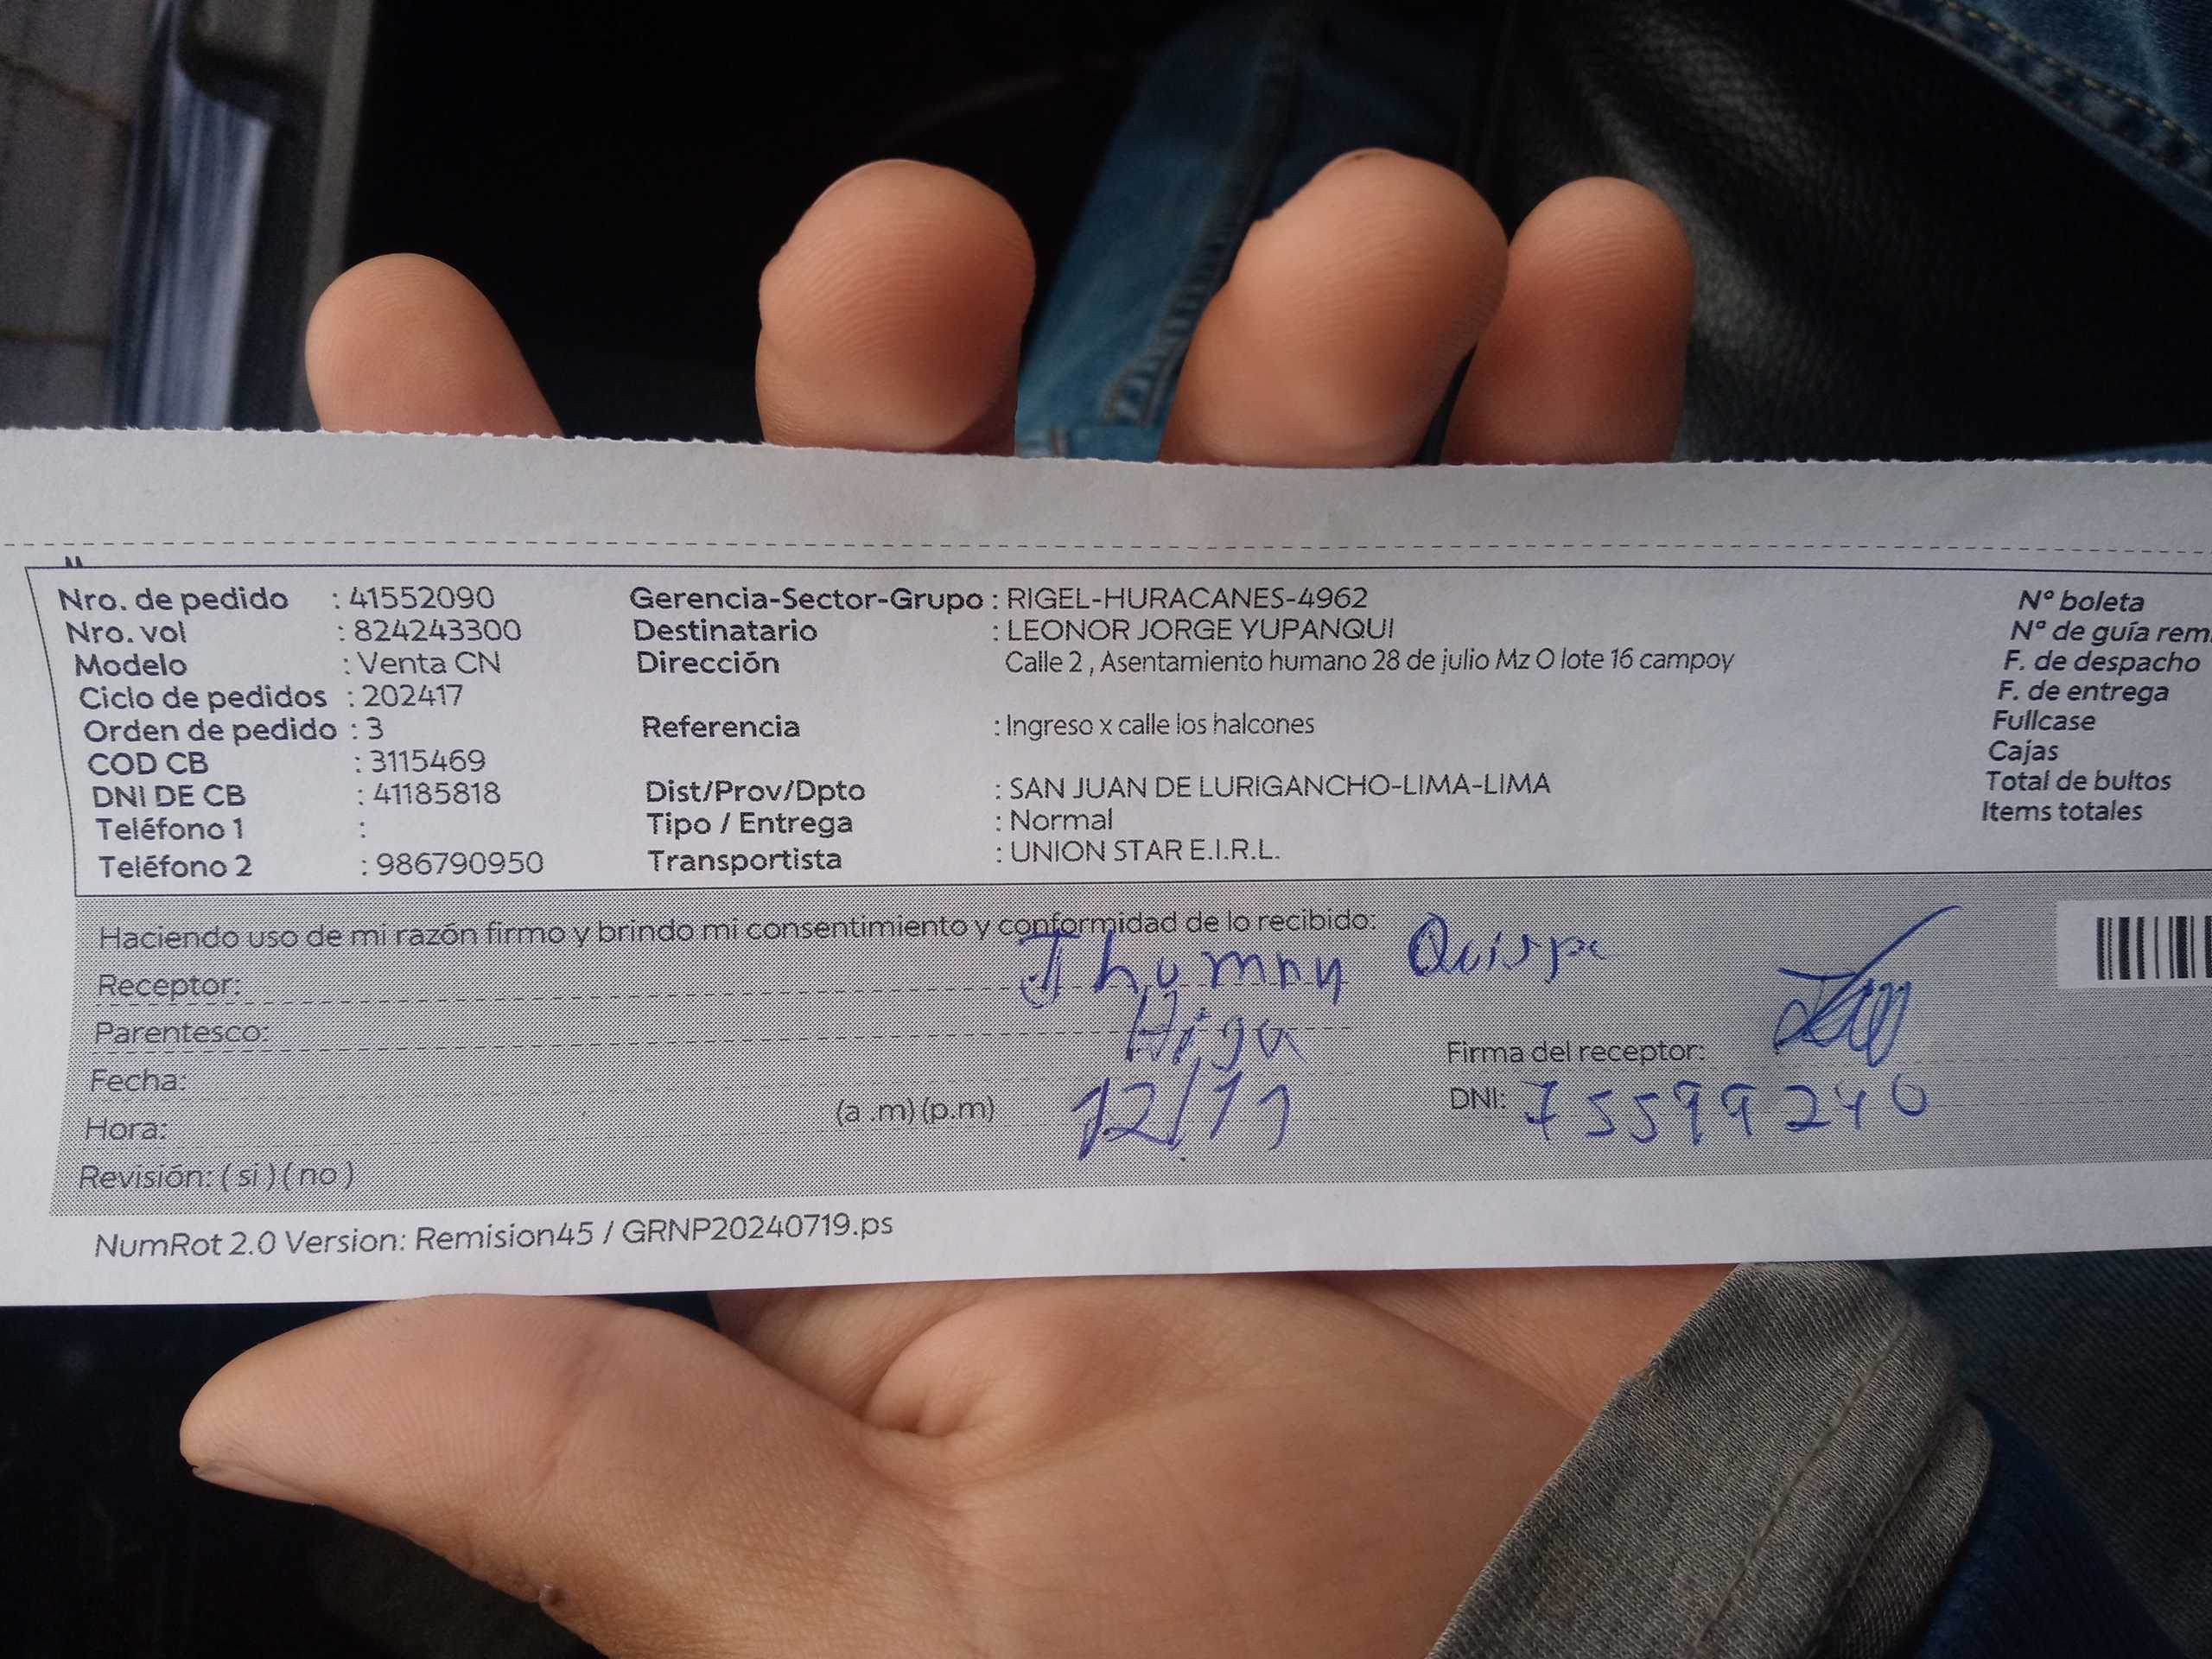 Nro. de pedido : 41552090
Nro. vol : 824243300
Modelo : Venta CN
Ciclo de pedidos : 202417
Orden de pedido : 3
COD CB : 3115469
DNI DE CB : 41185818
Teléfono 1 :
Teléfono 2 : 986790950
Gerencia-Sector-Grupo : RIGEL-HURACANES-4962
Destinatario : LEONOR JORGE YUPANQUI
Dirección Calle 2 , Asentamiento humano 28 de julio Mz O lote 16 campoy
Referencia : Ingreso x calle los halcones
Dist/Prov/Dpto : SAN JUAN DE LURIGANCHO-LIMA-LIMA
Tipo / Entrega : Normal
Transportista : UNION STAR E.I.R.L.
N° boleta
N° de guía rem.
F. de despacho
F. de entrega
Fullcase
Cajas
Total de bultos
Items totales
Haciendo uso de mi razón firmo y brindo mi consentimiento y conformidad de lo recibido:
Receptor: Quispe
Parentesco: Hija
Firma del receptor:
Fecha: 12/11
DNI: 75599240
Hora: (a .m) (p.m)
Revisión: ( si ) ( no )
NumRot 2.0 Version: Remision45 / GRNP20240719.ps